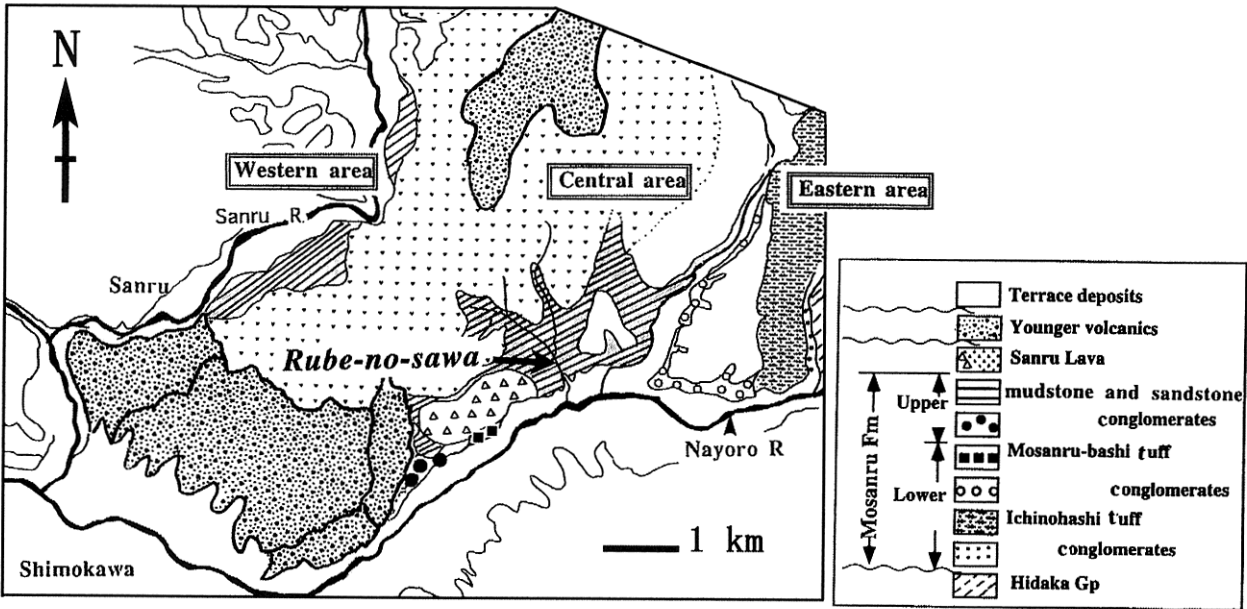 N
Western area
Central area
Eastern area
Sanru R.
Sanru
Rube-no-sawa
Nayoro R
1 km
Shimokawa
Terrace deposits
Younger volcanics
Sanru Lava
mudstone and sandstone
conglomerates
Mosanru-bashi tuff
conglomerates
Ichinohashi tuff
conglomerates
Hidaka Gp
Upper
Lower
Mosanru Fm